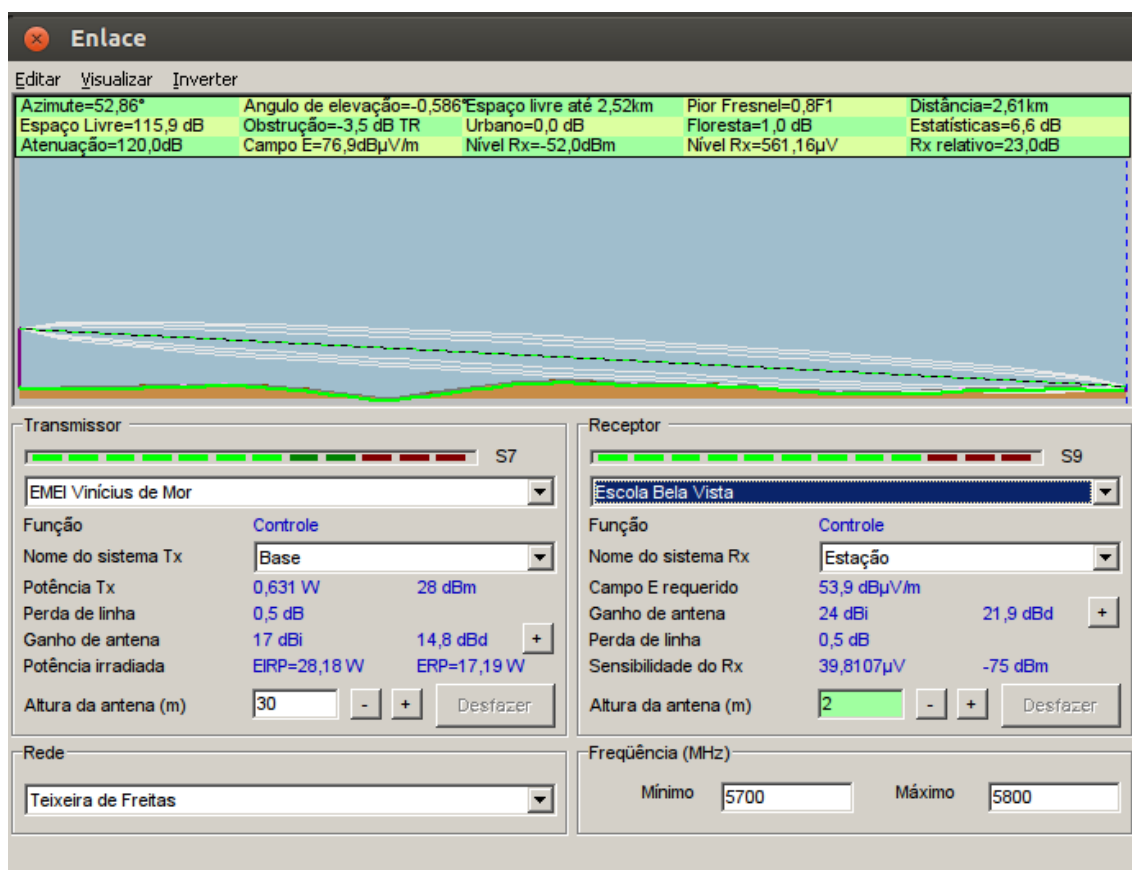 Enlace
Editar Visualizar Inverter
Azimute=52,86° Angulo de elevação=-0,586° Espaço livre até 2,52km Pior Fresnel=0,8F1 Distância=2,61km
Espaço Livre=115,9 dB Obstrução=-3,5 dB TR Urbano=0,0 dB Floresta=1,0 dB Estatísticas=6,6 dB
Atenuação=120,0dB Campo E=76,9dBµV/m Nível Rx=-52,0dBm Nível Rx=561,16µV Rx relativo=23,0dB
Transmissor
S7
EMEI Vinícius de Mor
Função Controle
Nome do sistema Tx Base
Potência Tx 0,631 W 28 dBm
Perda de linha 0,5 dB
Ganho de antena 17 dBi 14,8 dBd +
Potência irradiada EIRP=28,18 W ERP=17,19 W
Altura da antena (m) 30 - + Desfazer
Rede
Teixeira de Freitas
Receptor
S9
Escola Bela Vista
Função Controle
Nome do sistema Rx Estação
Campo E requerido 53,9 dBµV/m
Ganho de antena 24 dBi 21,9 dBd +
Perda de linha 0,5 dB
Sensibilidade do Rx 39,8107µV -75 dBm
Altura da antena (m) 2 - + Desfazer
Freqüência (MHz)
Mínimo 5700 Máximo 5800